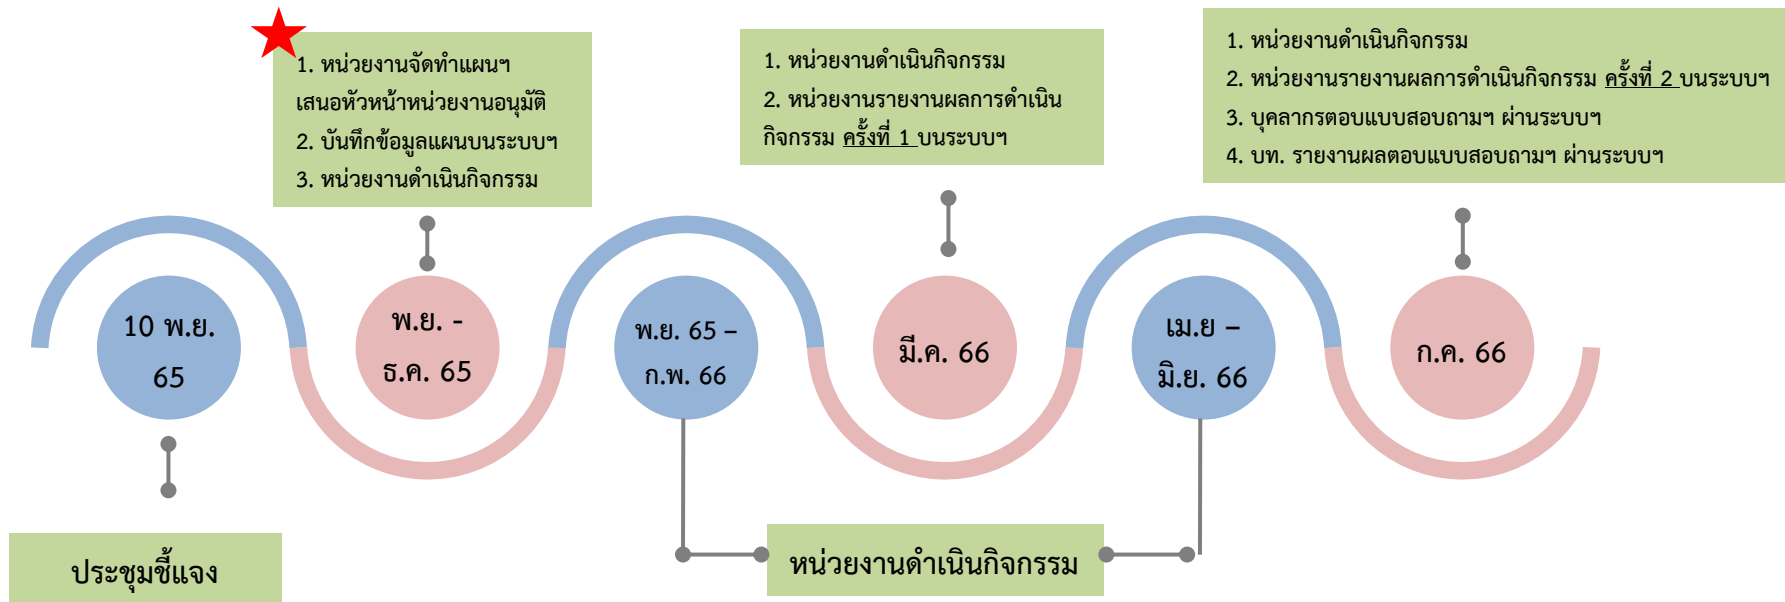 1. หน่วยงานจัดทำแผนฯ
เสนอหัวหน้าหน่วยงานอนุมัติ
2. บันทึกข้อมูลแผนบนระบบฯ
3. หน่วยงานดำเนินกิจกรรม
1. หน่วยงานดำเนินกิจกรรม
2. หน่วยงานรายงานผลการดำเนิน
กิจกรรม ครั้งที่ 1 บนระบบฯ
1. หน่วยงานดำเนินกิจกรรม
2. หน่วยงานรายงานผลการดำเนินกิจกรรม ครั้งที่ 2 บนระบบฯ
3. บุคลากรตอบแบบสอบถามฯ ผ่านระบบฯ
4. บท. รายงานผลตอบแบบสอบถามฯ ผ่านระบบฯ
10 พ.ย.
65
พ.ย. -
ธ.ค. 65
พ.ย. 65 –
ก.พ. 66
มี.ค. 66
เม.ย –
มิ.ย. 66
ก.ค. 66
ประชุมชี้แจง
หน่วยงานดำเนินกิจกรรม